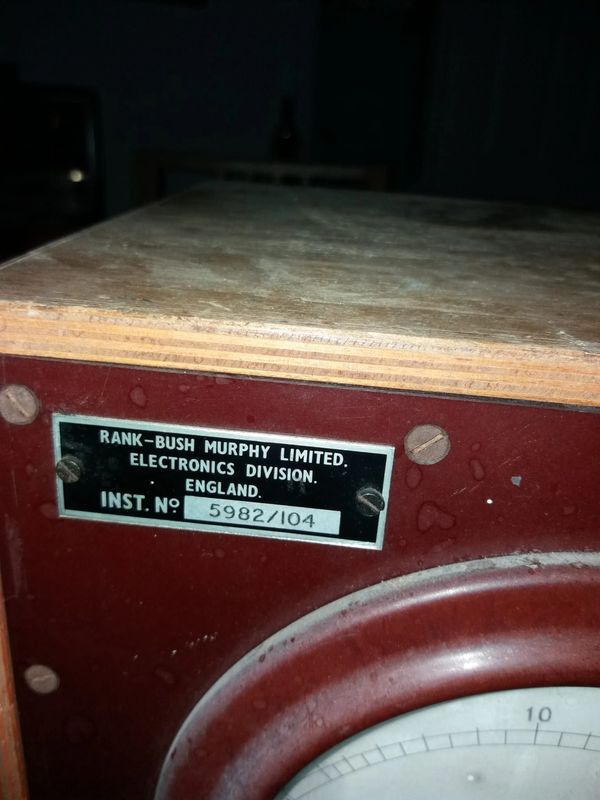 RANK-BUSH MURPHY LIMITED.
ELECTRONICS DIVISION.
ENGLAND.
INST. Nº 5982/104
10